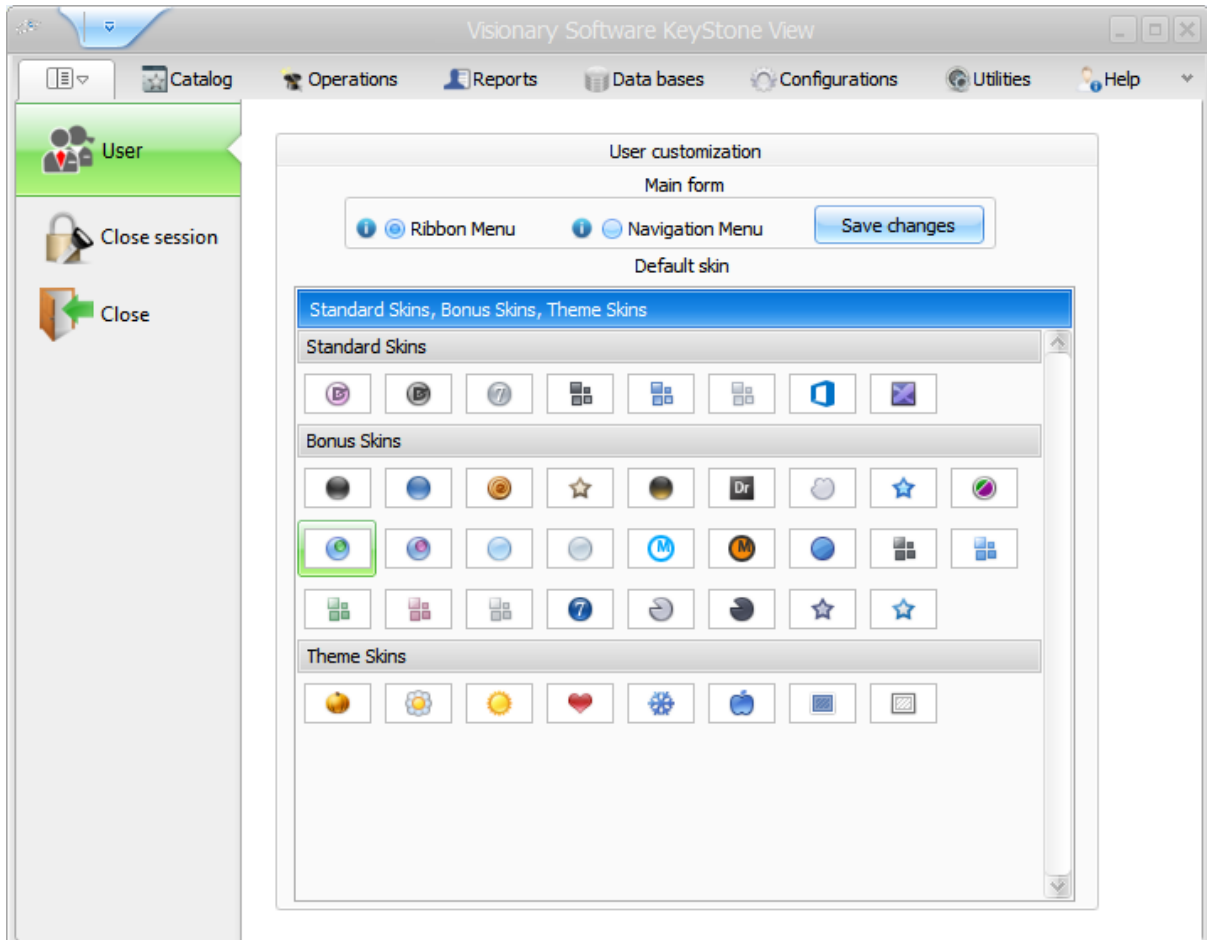 Visionary Software KeyStone View
Catalog Operations Reports Data bases Configurations Utilities Help
User
Close session
Close
User customization
Main form
Ribbon Menu Navigation Menu Save changes
Default skin
Standard Skins, Bonus Skins, Theme Skins
Standard Skins
Bonus Skins
Dr
M M
7
Theme Skins